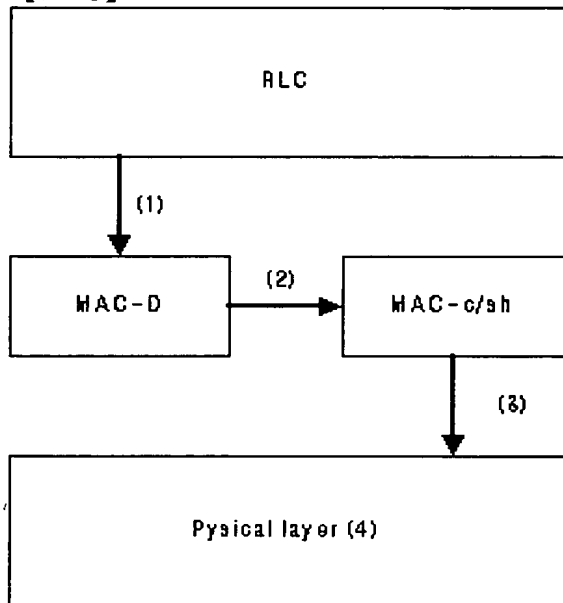 RLC
(1)
MAC-D
(2)
MAC-c/sh
(3)
Pysical layer (4)